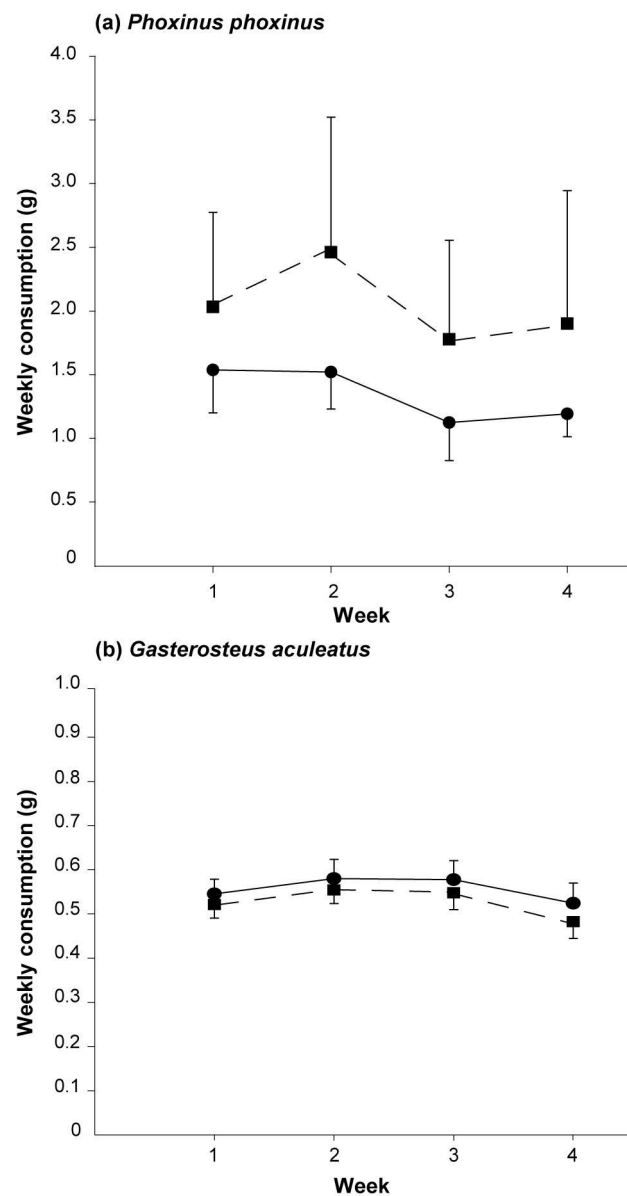 (a) Phoxinus phoxinus
4.0
3.5
3.0
2.5
2.0
1.5
1.0
0.5
0
Weekly consumption (g)
1 2 3 4
Week
(b) Gasterosteus aculeatus
1.0
0.9
0.8
0.7
0.6
0.5
0.4
0.3
0.2
0.1
0
Weekly consumption (g)
1 2 3 4
Week